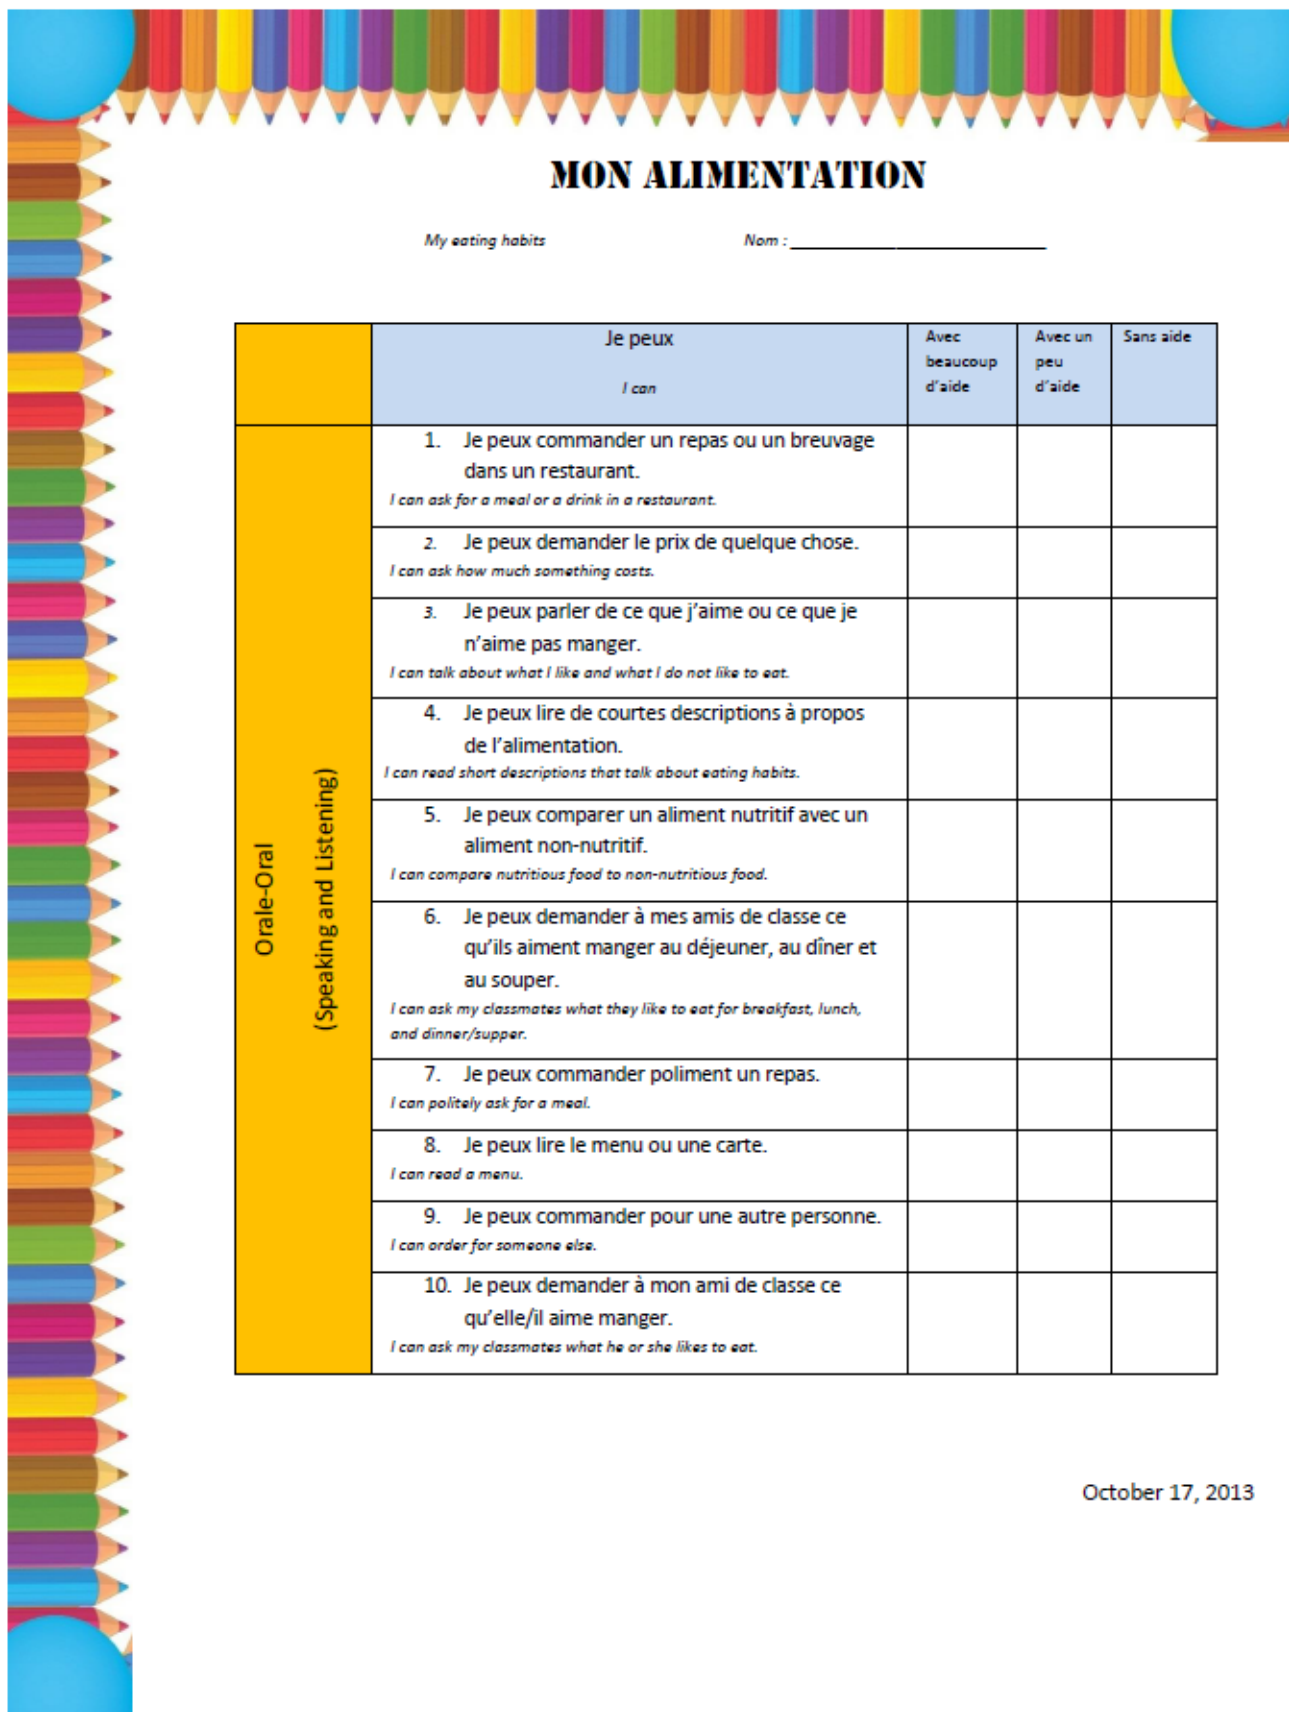 MON ALIMENTATION
My eating habits Nom : ____________________
Je peux
I can
Avec
beaucoup
d'aide
Avec un
peu
d'aide
Sans aide
Orale-Oral
(Speaking and Listening)
1. Je peux commander un repas ou un breuvage
dans un restaurant.
I can ask for a meal or a drink in a restaurant.
2. Je peux demander le prix de quelque chose.
I can ask how much something costs.
3. Je peux parler de ce que j'aime ou ce que je
n'aime pas manger.
I can talk about what I like and what I do not like to eat.
4. Je peux lire de courtes descriptions à propos
de l'alimentation.
I can read short descriptions that talk about eating habits.
5. Je peux comparer un aliment nutritif avec un
aliment non-nutritif.
I can compare nutritious food to non-nutritious food.
6. Je peux demander à mes amis de classe ce
qu'ils aiment manger au déjeuner, au dîner et
au souper.
I can ask my classmates what they like to eat for breakfast, lunch,
and dinner/supper.
7. Je peux commander poliment un repas.
I can politely ask for a meal.
8. Je peux lire le menu ou une carte.
I can read a menu.
9. Je peux commander pour une autre personne.
I can order for someone else.
10. Je peux demander à mon ami de classe ce
qu'elle/il aime manger.
I can ask my classmates what he or she likes to eat.
October 17, 2013